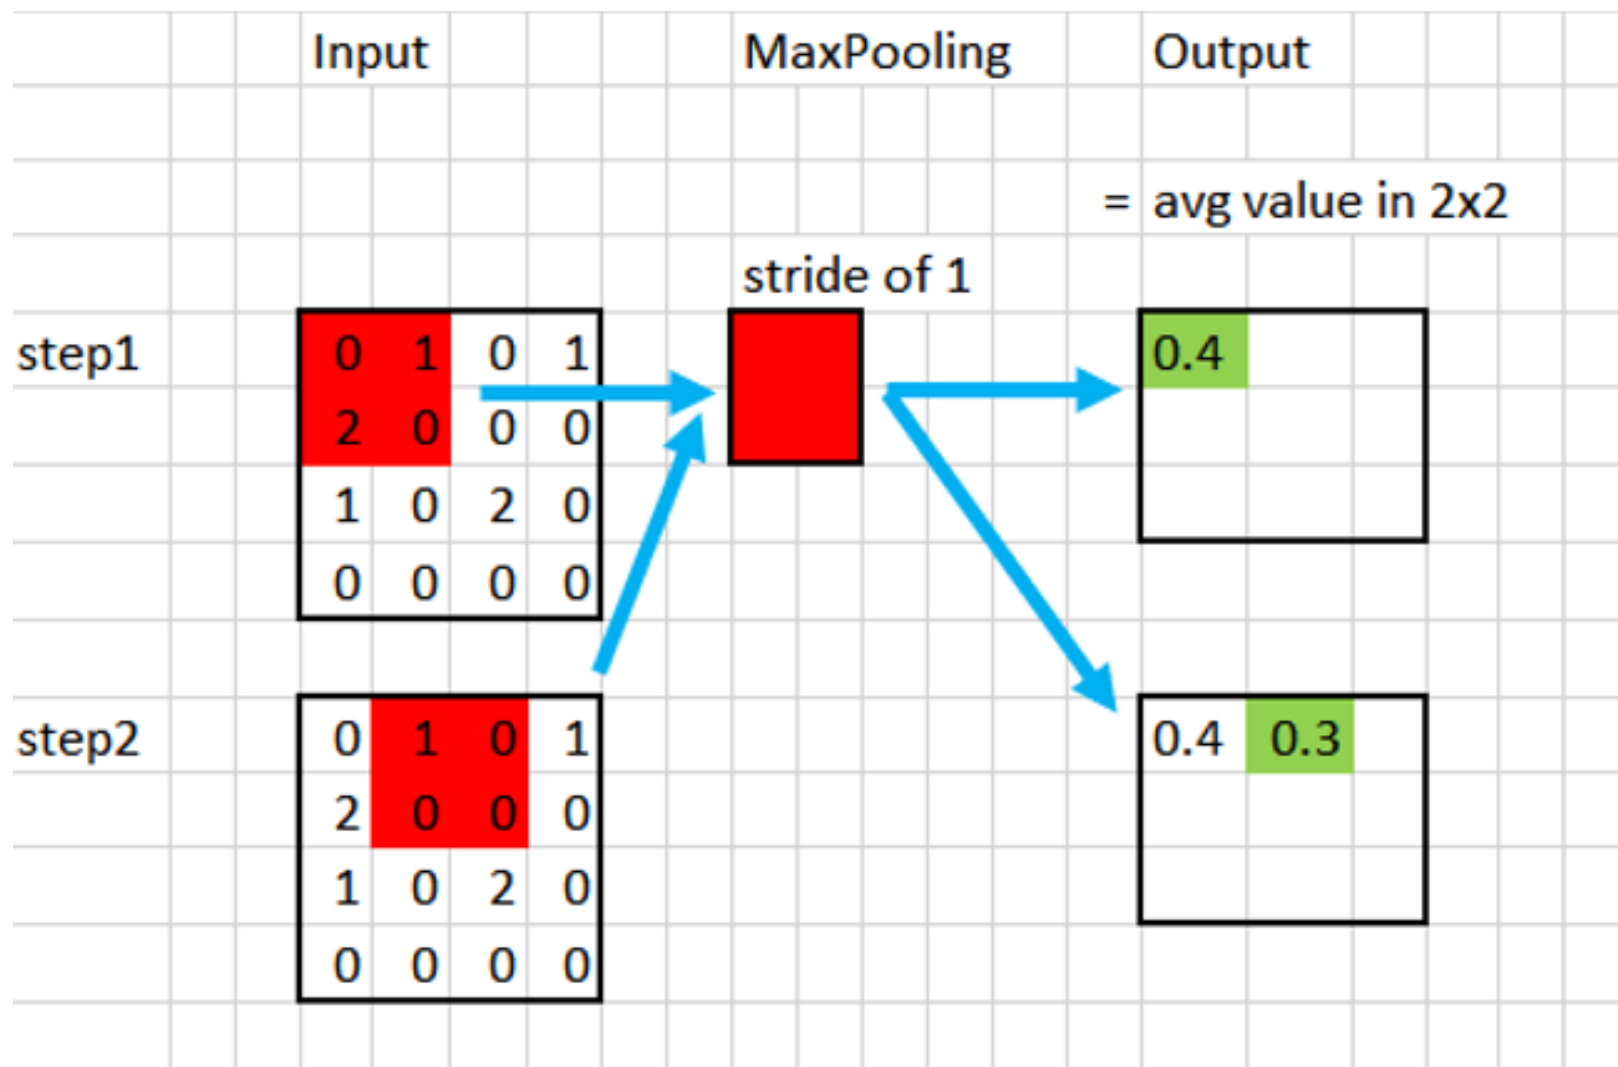 Input MaxPooling Output
= avg value in 2x2
stride of 1
step1 0 1 0 1 0.4
2 0 0 0
1 0 2 0
0 0 0 0
step2 0 1 0 1 0.4 0.3
2 0 0 0
1 0 2 0
0 0 0 0